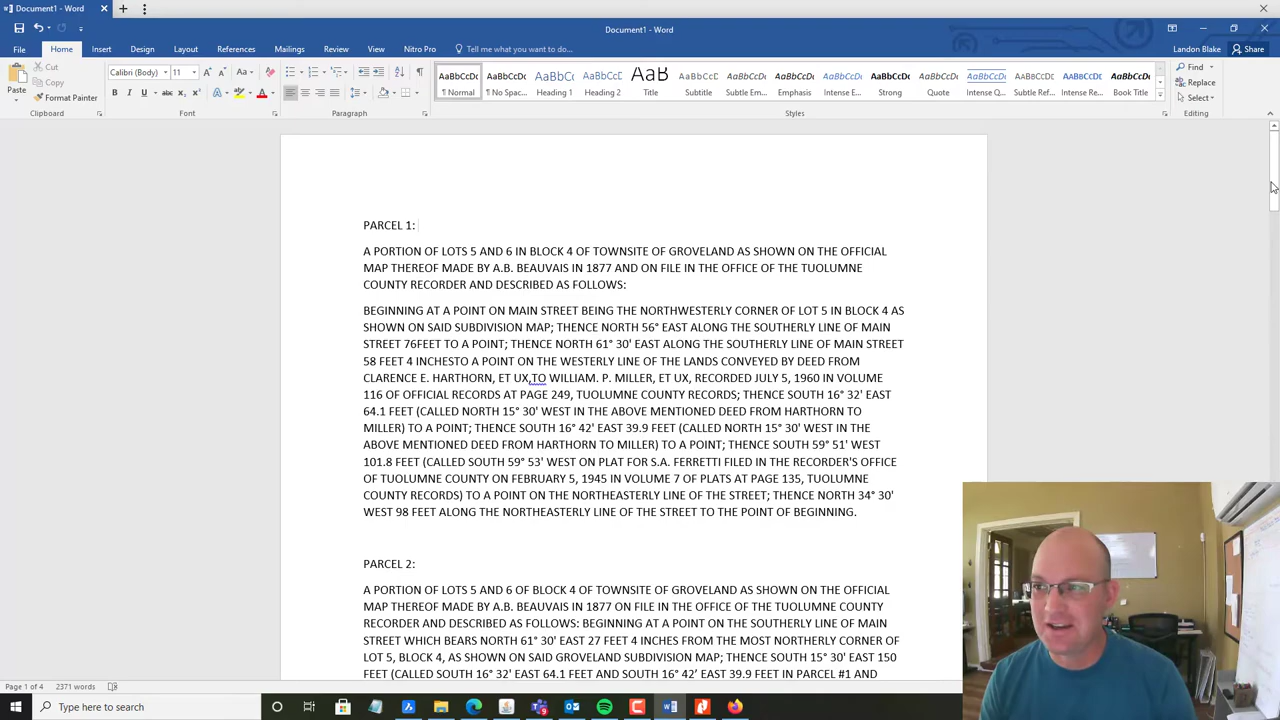 Document1 - Word
Document1 - Word
Landon Blake
Share
File
Home
Insert
Design
Layout
References
Mailings
Review
View
Nitro Pro
Tell me what you want to do...
Paste
Cut
Copy
Format Painter
Clipboard
Calibri (Body)
11
Font
Paragraph
AaBbCcDc
¶ Normal
AaBbCcDc
¶ No Spac...
AaBbCc
Heading 1
AaBbCcC
Heading 2
AaB
Title
AaBbCcC
Subtitle
AaBbCcDc
Subtle Em...
AaBbCcDc
Emphasis
AaBbCcDc
Intense E...
AaBbCcDc
Strong
AaBbCcDc
Quote
AaBbCcDc
Intense Q...
AaBbCcDc
Subtle Ref...
AaBbCcDc
Intense Re...
AaBbCcDc
Book Title
Styles
Find
Replace
Select
Editing
PARCEL 1:
A PORTION OF LOTS 5 AND 6 IN BLOCK 4 OF TOWNSITE OF GROVELAND AS SHOWN ON THE OFFICIAL
MAP THEREOF MADE BY A.B. BEAUVAIS IN 1877 AND ON FILE IN THE OFFICE OF THE TUOLUMNE
COUNTY RECORDER AND DESCRIBED AS FOLLOWS:
BEGINNING AT A POINT ON MAIN STREET BEING THE NORTHWESTERLY CORNER OF LOT 5 IN BLOCK 4 AS
SHOWN ON SAID SUBDIVISION MAP; THENCE NORTH 56° EAST ALONG THE SOUTHERLY LINE OF MAIN
STREET 76FEET TO A POINT; THENCE NORTH 61° 30' EAST ALONG THE SOUTHERLY LINE OF MAIN STREET
58 FEET 4 INCHESTO A POINT ON THE WESTERLY LINE OF THE LANDS CONVEYED BY DEED FROM
CLARENCE E. HARTHORN, ET UX,TO WILLIAM. P. MILLER, ET UX, RECORDED JULY 5, 1960 IN VOLUME
116 OF OFFICIAL RECORDS AT PAGE 249, TUOLUMNE COUNTY RECORDS; THENCE SOUTH 16° 32' EAST
64.1 FEET (CALLED NORTH 15° 30' WEST IN THE ABOVE MENTIONED DEED FROM HARTHORN TO
MILLER) TO A POINT; THENCE SOUTH 16° 42' EAST 39.9 FEET (CALLED NORTH 15° 30' WEST IN THE
ABOVE MENTIONED DEED FROM HARTHORN TO MILLER) TO A POINT; THENCE SOUTH 59° 51' WEST
101.8 FEET (CALLED SOUTH 59° 53' WEST ON PLAT FOR S.A. FERRETTI FILED IN THE RECORDER'S OFFICE
OF TUOLUMNE COUNTY ON FEBRUARY 5, 1945 IN VOLUME 7 OF PLATS AT PAGE 135, TUOLUMNE
COUNTY RECORDS) TO A POINT ON THE NORTHEASTERLY LINE OF THE STREET; THENCE NORTH 34° 30'
WEST 98 FEET ALONG THE NORTHEASTERLY LINE OF THE STREET TO THE POINT OF BEGINNING.
PARCEL 2:
A PORTION OF LOTS 5 AND 6 OF BLOCK 4 OF TOWNSITE OF GROVELAND AS SHOWN ON THE OFFICIAL
MAP THEREOF MADE BY A.B. BEAUVAIS IN 1877 ON FILE IN THE OFFICE OF THE TUOLUMNE COUNTY
RECORDER AND DESCRIBED AS FOLLOWS: BEGINNING AT A POINT ON THE SOUTHERLY LINE OF MAIN
STREET WHICH BEARS NORTH 61° 30' EAST 27 FEET 4 INCHES FROM THE MOST NORTHERLY CORNER OF
LOT 5, BLOCK 4, AS SHOWN ON SAID GROVELAND SUBDIVISION MAP; THENCE SOUTH 15° 30' EAST 150
FEET (CALLED SOUTH 16° 32' EAST 64.1 FEET AND SOUTH 16° 42’ EAST 39.9 FEET IN PARCEL #1 AND
Page 1 of 4
2371 words
Type here to search